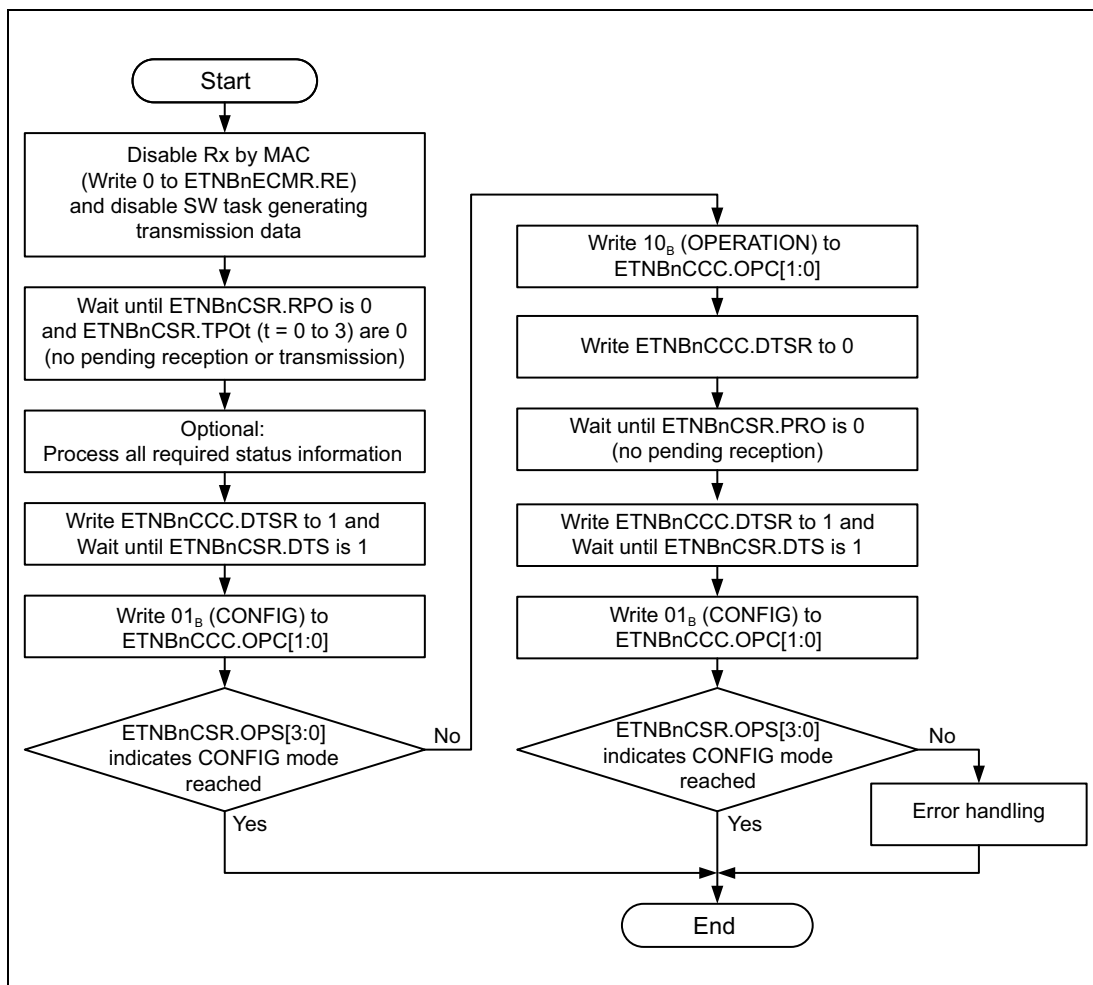 Start
Disable Rx by MAC
(Write 0 to ETNBnECMR.RE)
and disable SW task generating
transmission data
Wait until ETNBnCSR.RPO is 0
and ETNBnCSR.TPOt (t = 0 to 3) are 0
(no pending reception or transmission)
Optional:
Process all required status information
Write ETNBnCCC.DTSR to 1 and
Wait until ETNBnCSR.DTS is 1
Write 01B (CONFIG) to
ETNBnCCC.OPC[1:0]
ETNBnCSR.OPS[3:0]
indicates CONFIG mode
reached
No
Yes
Write 10B (OPERATION) to
ETNBnCCC.OPC[1:0]
Write ETNBnCCC.DTSR to 0
Wait until ETNBnCSR.PRO is 0
(no pending reception)
Write ETNBnCCC.DTSR to 1 and
Wait until ETNBnCSR.DTS is 1
Write 01B (CONFIG) to
ETNBnCCC.OPC[1:0]
ETNBnCSR.OPS[3:0]
indicates CONFIG mode
reached
No
Yes
Error handling
End